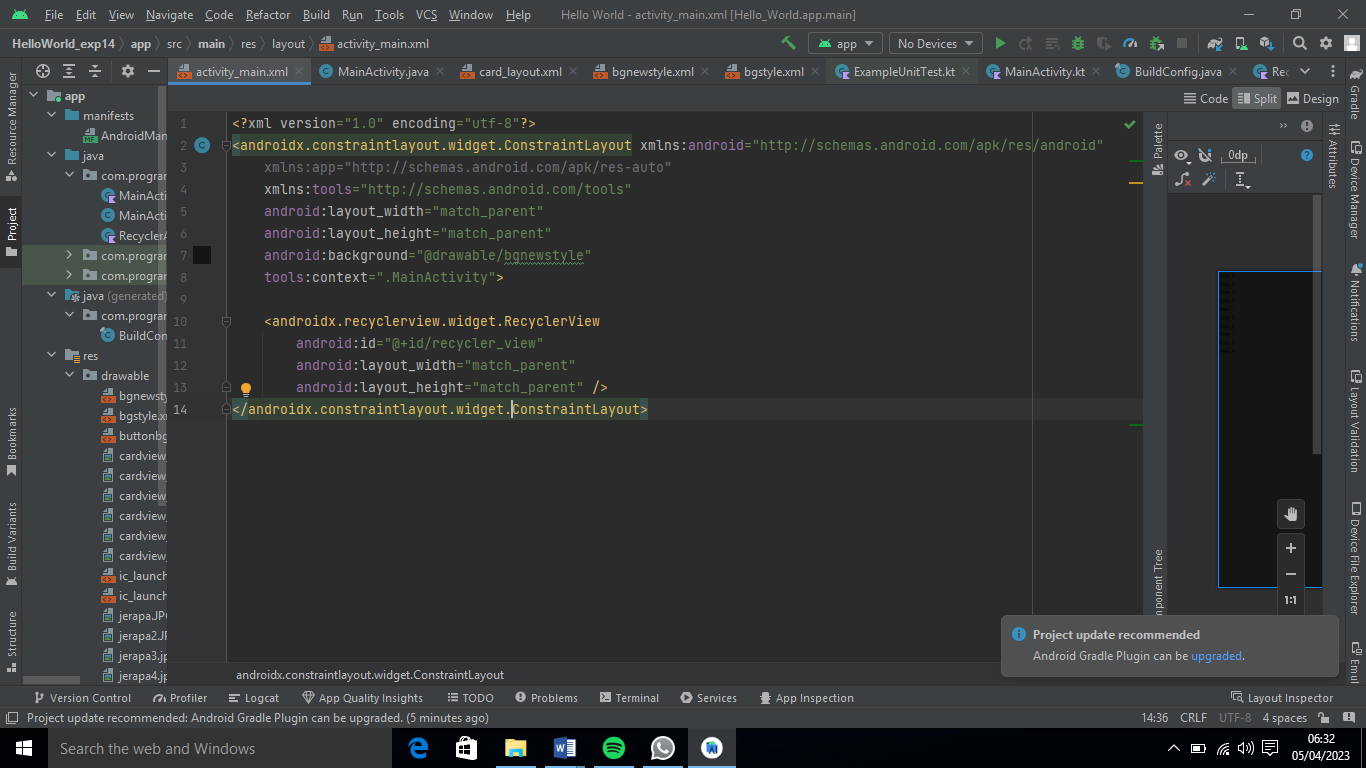 File Edit View Navigate Code Refactor Build Run Tools VCS Window Help Hello World - activity_main.xml [Hello_World.app.main]
HelloWorld_exp14 app src main res layout activity_main.xml app No Devices
activity_main.xml MainActivity.java card_layout.xml bgnewstyle.xml bgstyle.xml ExampleUnitTest.kt MainActivity.kt BuildConfig.java Rec
Code Split Design
Resource Manager
Project
Bookmarks
Build Variants
Structure
app
manifests
AndroidMan
java
com.program
MainActi
MainActi
RecyclerA
com.program
com.program
java (generated)
com.program
BuildCon
res
drawable
bgnewsty
bgstyle.x
buttonbg
cardview_
cardview_
cardview_
cardview_
cardview_
cardview_
ic_launch
ic_launch
jerapa.JPG
jerapa2.JP
jerapa3.jp
jerapa4.jp
1 <?xml version="1.0" encoding="utf-8"?>
2 <androidx.constraintlayout.widget.ConstraintLayout xmlns:android="http://schemas.android.com/apk/res/android"
3 xmlns:app="http://schemas.android.com/apk/res-auto"
4 xmlns:tools="http://schemas.android.com/tools"
5 android:layout_width="match_parent"
6 android:layout_height="match_parent"
7 android:background="@drawable/bgnewstyle"
8 tools:context=".MainActivity">
9
10 <androidx.recyclerview.widget.RecyclerView
11 android:id="@+id/recycler_view"
12 android:layout_width="match_parent"
13 android:layout_height="match_parent" />
14 </androidx.constraintlayout.widget.ConstraintLayout>
androidx.constraintlayout.widget.ConstraintLayout
Palette
Component Tree
0dp
1:1
Attributes
Gradle
Device Manager
Notifications
Layout Validation
Device File Explorer
Emul
Project update recommended
Android Gradle Plugin can be upgraded.
Version Control Profiler Logcat App Quality Insights TODO Problems Terminal Services App Inspection Layout Inspector
Project update recommended: Android Gradle Plugin can be upgraded. (5 minutes ago) 14:36 CRLF UTF-8 4 spaces
Search the web and Windows
06:32
05/04/2023